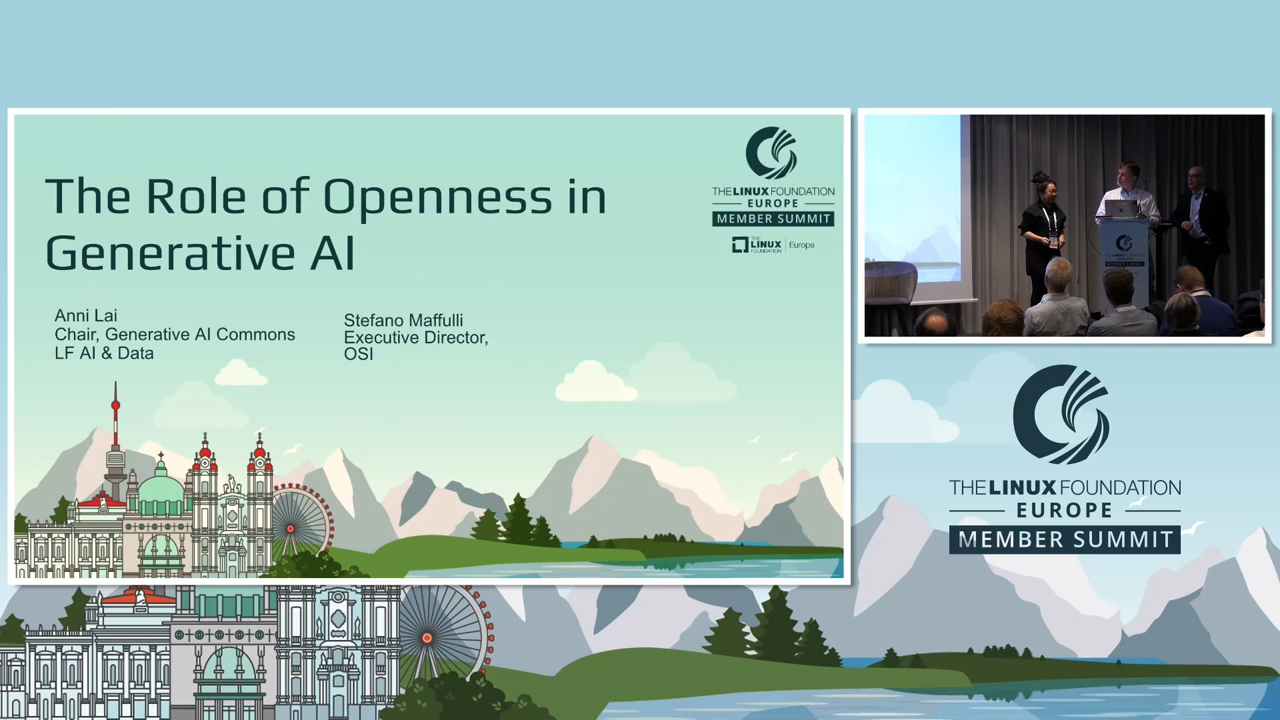 The Role of Openness in
Generative AI
Anni Lai
Chair, Generative AI Commons
LF AI & Data
Stefano Maffulli
Executive Director,
OSI
THE LINUX FOUNDATION
EUROPE
MEMBER SUMMIT
THE
LINUX
FOUNDATION
Europe
THE LINUX FOUNDATION
EUROPE
MEMBER SUMMIT